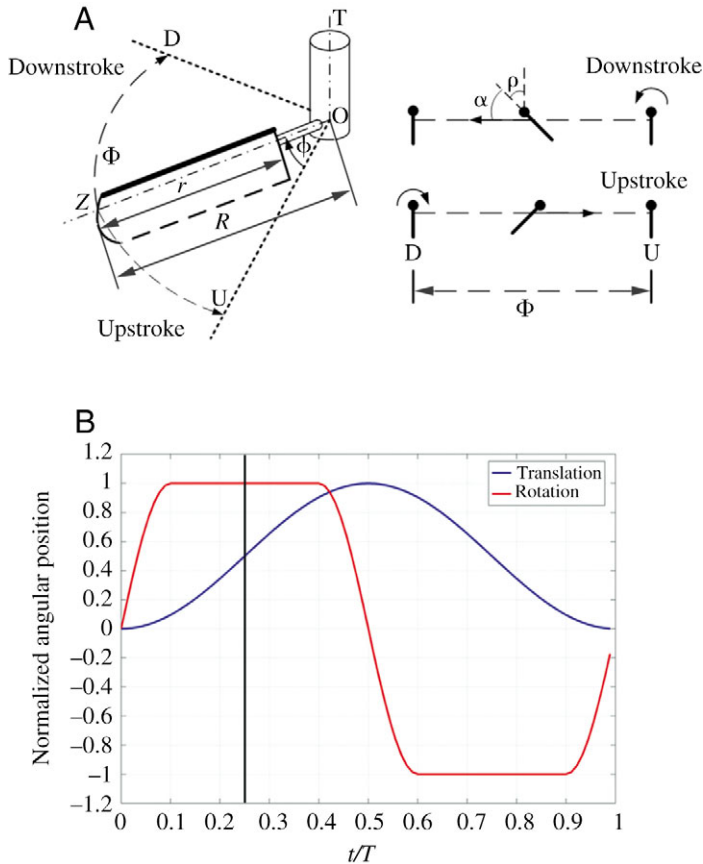 A
T
D
Downstroke
O
Φ
ϕ
Z
r
R
U
Upstroke
ρ
α
Downstroke
Upstroke
D
U
Φ
B
1.2
1
0.8
0.6
0.4
0.2
0
−0.2
−0.4
−0.6
−0.8
−1
−1.2
Normalized angular position
Translation
Rotation
0 0.1 0.2 0.3 0.4 0.5 0.6 0.7 0.8 0.9 1
t/T